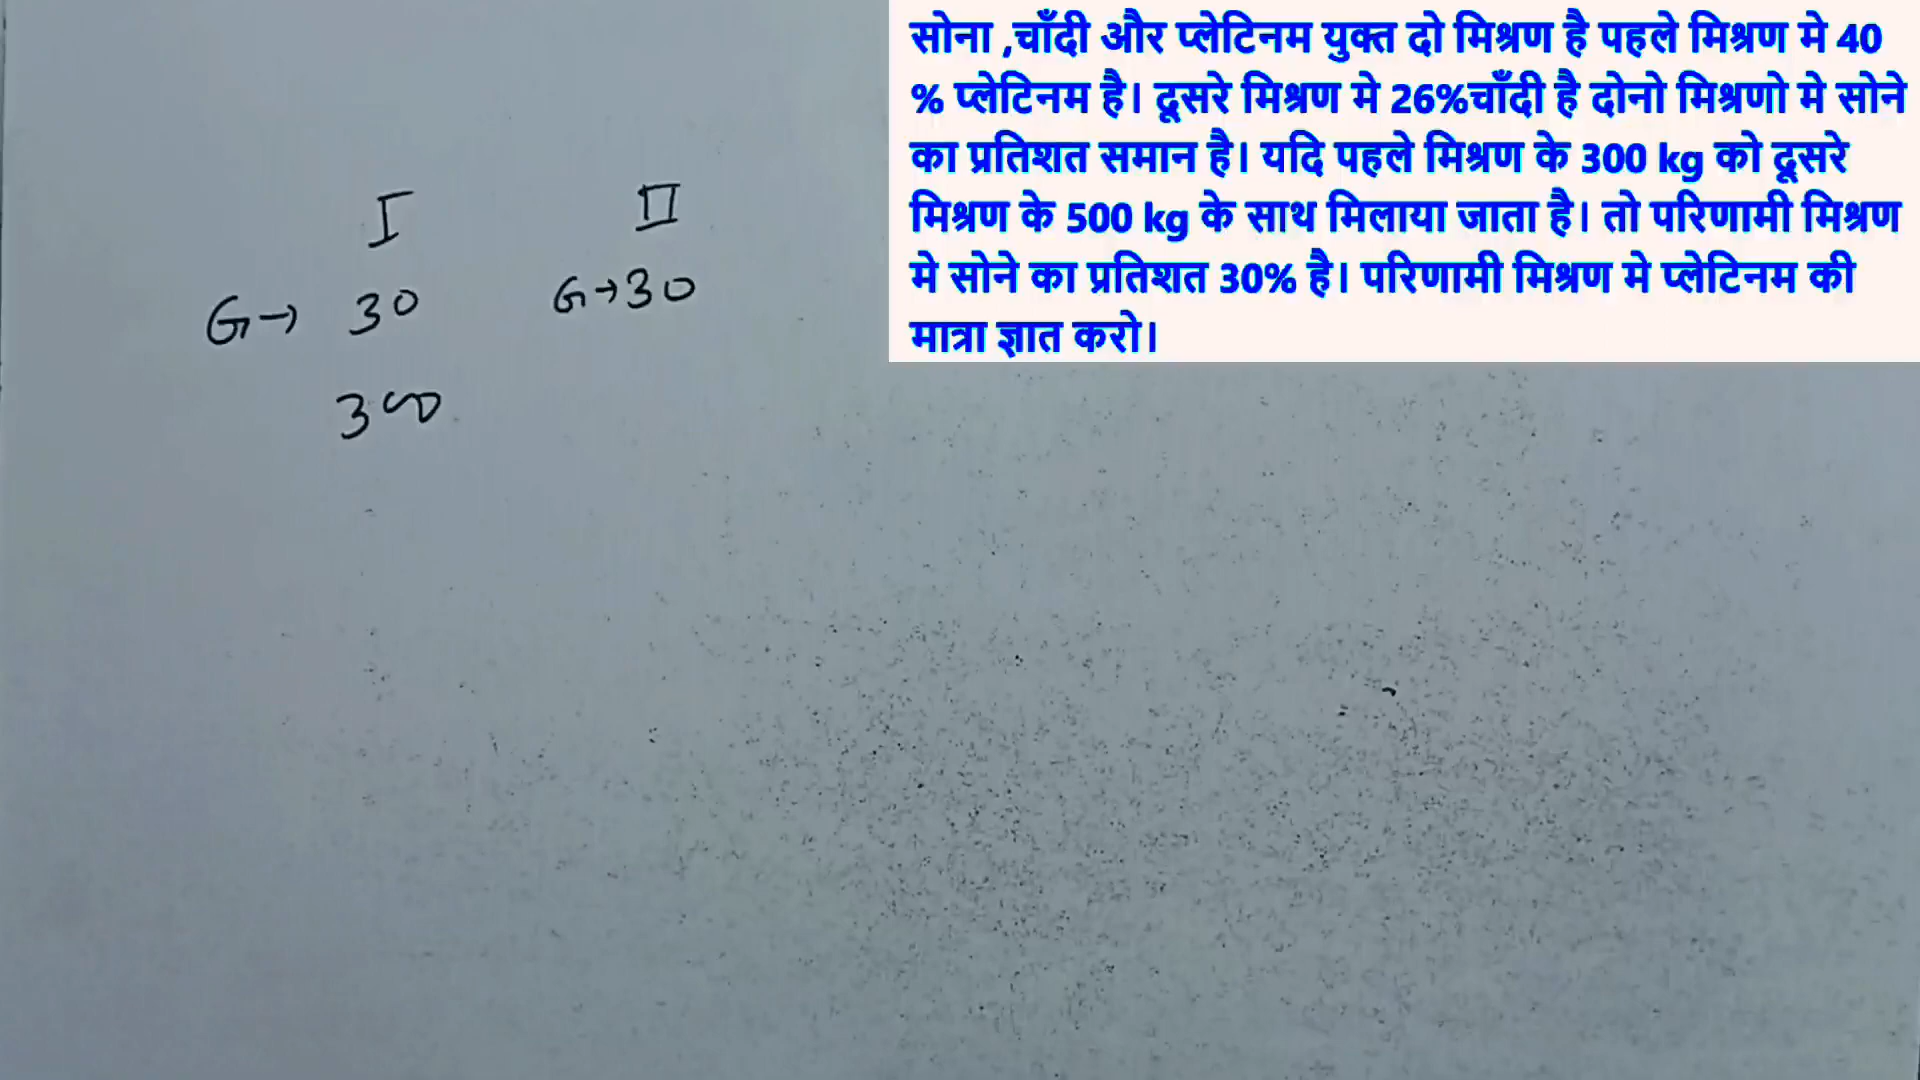 सोना ,चाँदी और प्लेटिनम युक्त दो मिश्रण है पहले मिश्रण मे 40
% प्लेटिनम है। दूसरे मिश्रण मे 26%चाँदी है दोनो मिश्रणो मे सोने
का प्रतिशत समान है। यदि पहले मिश्रण के 300 kg को दूसरे
मिश्रण के 500 kg के साथ मिलाया जाता है। तो परिणामी मिश्रण
मे सोने का प्रतिशत 30% है। परिणामी मिश्रण मे प्लेटिनम की
मात्रा ज्ञात करो।
I II
G→ 30 G→30
300